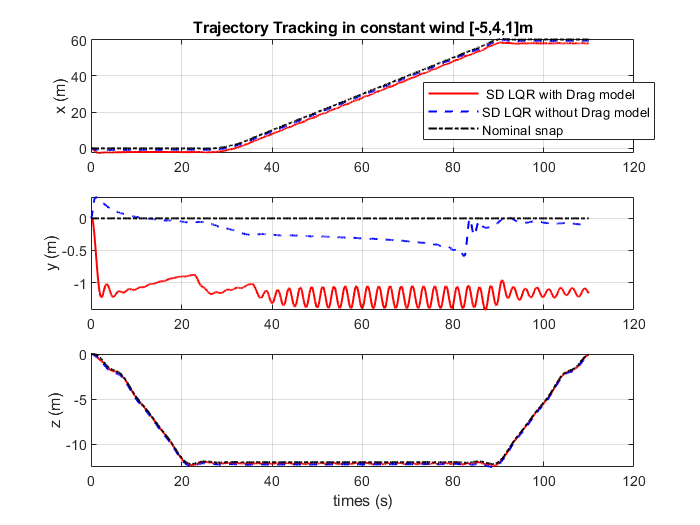 Trajectory Tracking in constant wind [-5,4,1]m
x (m)
60
40
20
0
0 20 40 60 80 100 120
SD LQR with Drag model
SD LQR without Drag model
Nominal snap
y (m)
0
-0.5
-1
0 20 40 60 80 100 120
z (m)
0
-5
-10
0 20 40 60 80 100 120
times (s)